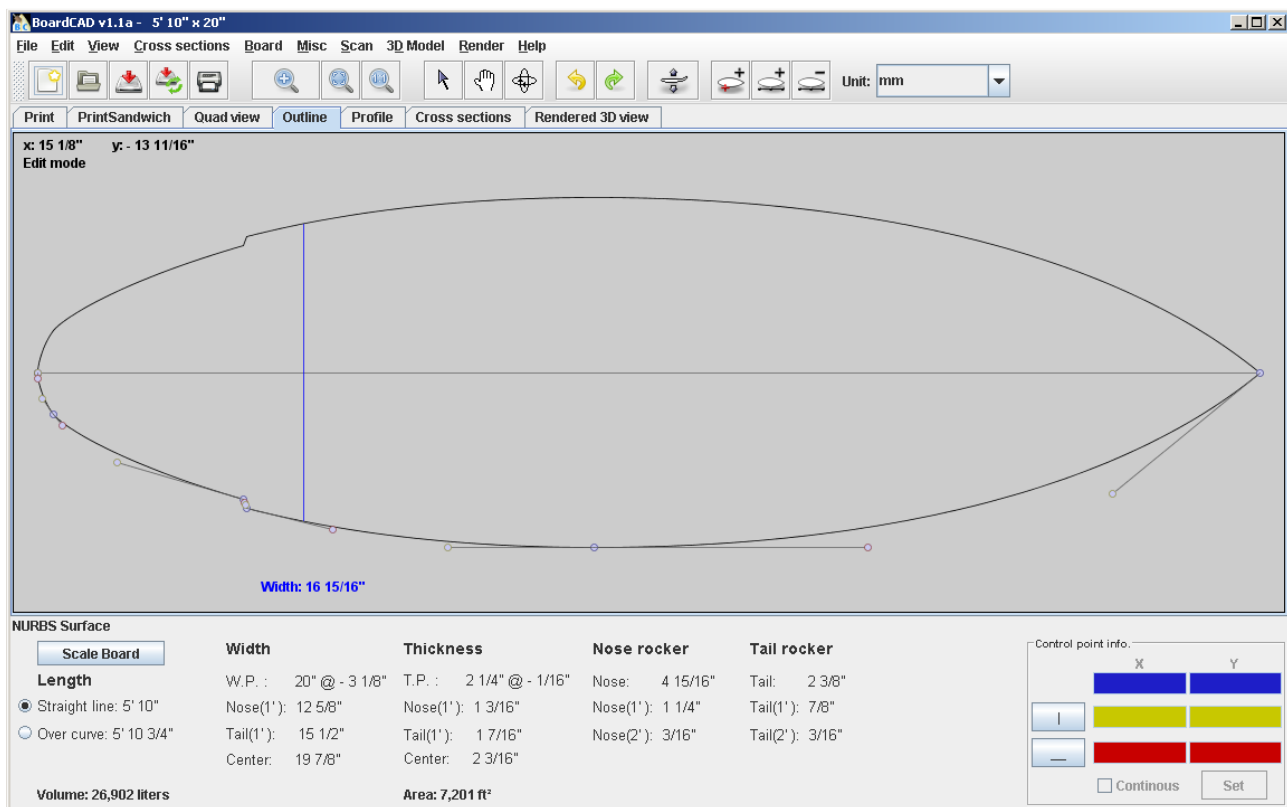 BoardCAD v1.1a - 5' 10" x 20"
File Edit View Cross sections Board Misc Scan 3D Model Render Help
Unit: mm
Print PrintSandwich Quad view Outline Profile Cross sections Rendered 3D view
x: 15 1/8" y: - 13 11/16"
Edit mode
Width: 16 15/16"
NURBS Surface
Scale Board Width Thickness Nose rocker Tail rocker
Length
Straight line: 5' 10"
Over curve: 5' 10 3/4"
W.P. : 20" @ - 3 1/8" T.P. : 2 1/4" @ - 1/16" Nose: 4 15/16" Tail: 2 3/8"
Nose(1'): 12 5/8" Nose(1'): 1 3/16" Nose(1'): 1 1/4" Tail(1'): 7/8"
Tail(1'): 15 1/2" Tail(1'): 1 7/16" Nose(2'): 3/16" Tail(2'): 3/16"
Center: 19 7/8" Center: 2 3/16"
Volume: 26,902 liters Area: 7,201 ft²
Control point info.
X Y
Continous Set